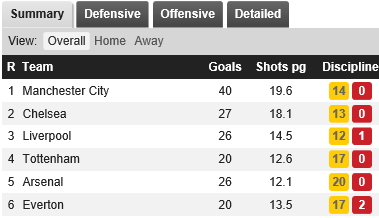 Summary Defensive Offensive Detailed
View: Overall Home Away
R Team Goals Shots pg Discipline
1 Manchester City 40 19.6 14 0
2 Chelsea 27 18.1 13 0
3 Liverpool 26 14.5 12 1
4 Tottenham 20 12.6 17 0
5 Arsenal 26 12.1 20 0
6 Everton 20 13.5 17 2